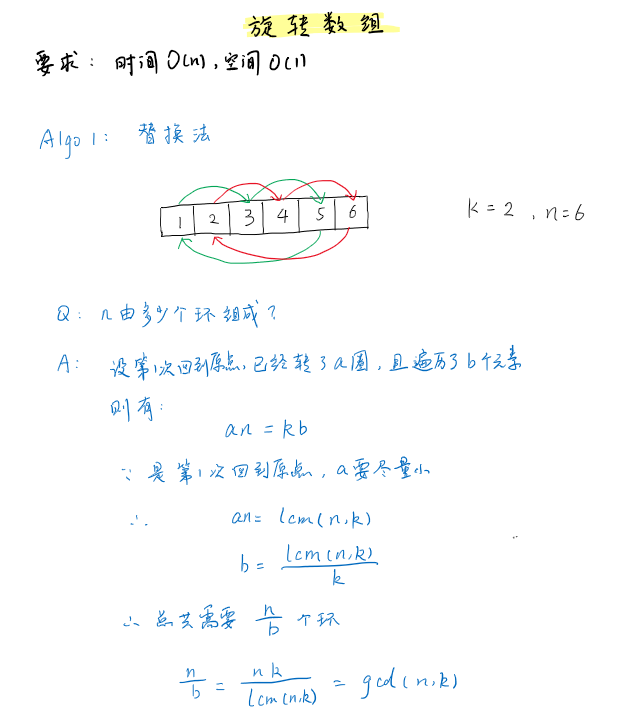 旋转数组
要求: 时间 O(n), 空间 O(1)
Algo 1: 替换法
1 2 3 4 5 6
k = 2, n=6
Q: n由多少个环组成?
A: 设第1次回到原点,已经转了a圈,且遍历了b个元素
则有:
an = kb
∵ 是第1次回到原点, a要尽量小
∴ an = lcm(n,k)
b = lcm(n,k) / k
∴ 总共需要 n/b 个环
n/b = nk / lcm(n,k) = gcd(n,k)